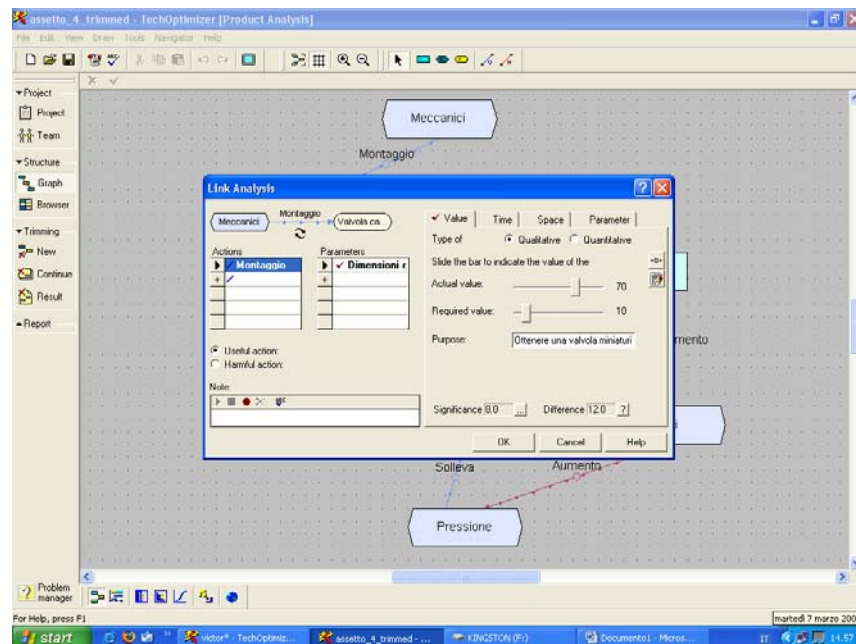 assetto_4_trimmed - TechOptimizer [Product Analysis]
File Edit View Draw Tools Navigator Help
Project
Project
Team
Structure
Graph
Browser
Trimming
New
Continue
Result
Report
Meccanici
Montaggio
Link Analysis
Meccanici
Montaggio
Valvola ca...
Actions
Montaggio
Parameters
Dimensioni
Useful action:
Harmful action:
Note:
Value
Time
Space
Parameter
Type of
Qualitative
Quantitative
Slide the bar to indicate the value of the
Actual value:
70
Required value:
10
Purpose:
Ottenere una valvola miniaturi
Significance 8.0
...
Difference 12.0
?
OK
Cancel
Help
mento
i
Solleva
Aumento
Pressione
Problem
manager
For Help, press F1
martedì 7 marzo 200
start
victor* - TechOptimiz...
assetto_4_trimmed - ...
KINGSTON (F:)
Documento1 - Micros...
IT
14.57